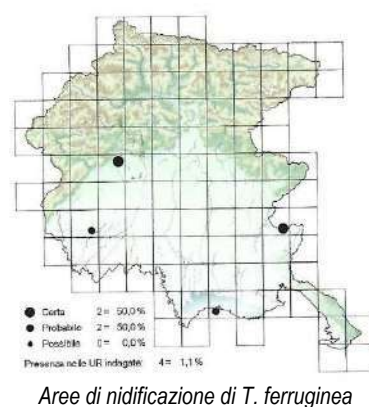 Certa 2 = 50,0 %
Probabile 2 = 50,0 %
Possibile 0 = 0,0 %
Presenza nelle UR indagate: 4 = 1,1 %
Aree di nidificazione di T. ferruginea